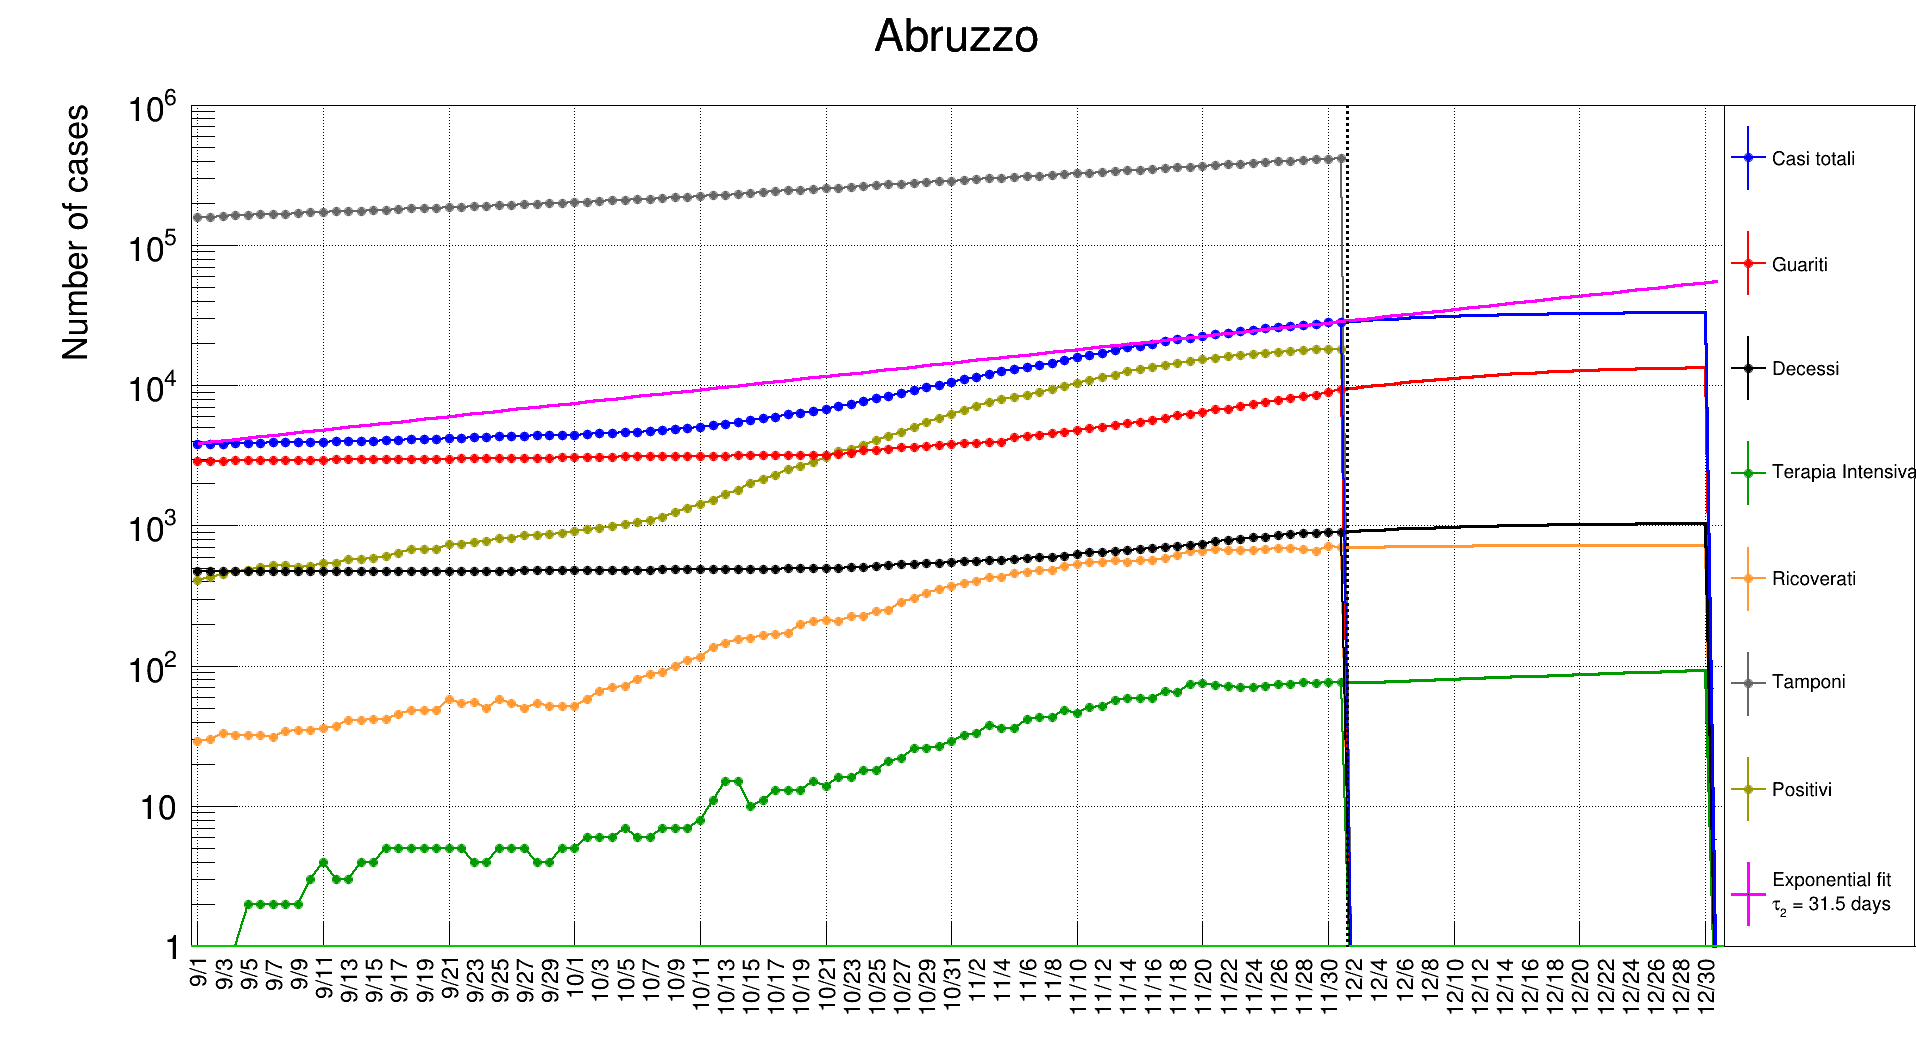 Abruzzo
Number of cases
10^6
10^5
10^4
10^3
10^2
10
1
9/1 9/3 9/5 9/7 9/9 9/11 9/13 9/15 9/17 9/19 9/21 9/23 9/25 9/27 9/29 10/1 10/3 10/5 10/7 10/9 10/11 10/13 10/15 10/17 10/19 10/21 10/23 10/25 10/27 10/29 10/31 11/2 11/4 11/6 11/8 11/10 11/12 11/14 11/16 11/18 11/20 11/22 11/24 11/26 11/28 11/30 12/2 12/4 12/6 12/8 12/10 12/12 12/14 12/16 12/18 12/20 12/22 12/24 12/26 12/28 12/30
Casi totali
Guariti
Decessi
Terapia Intensiva
Ricoverati
Tamponi
Positivi
Exponential fit
τ₂ = 31.5 days